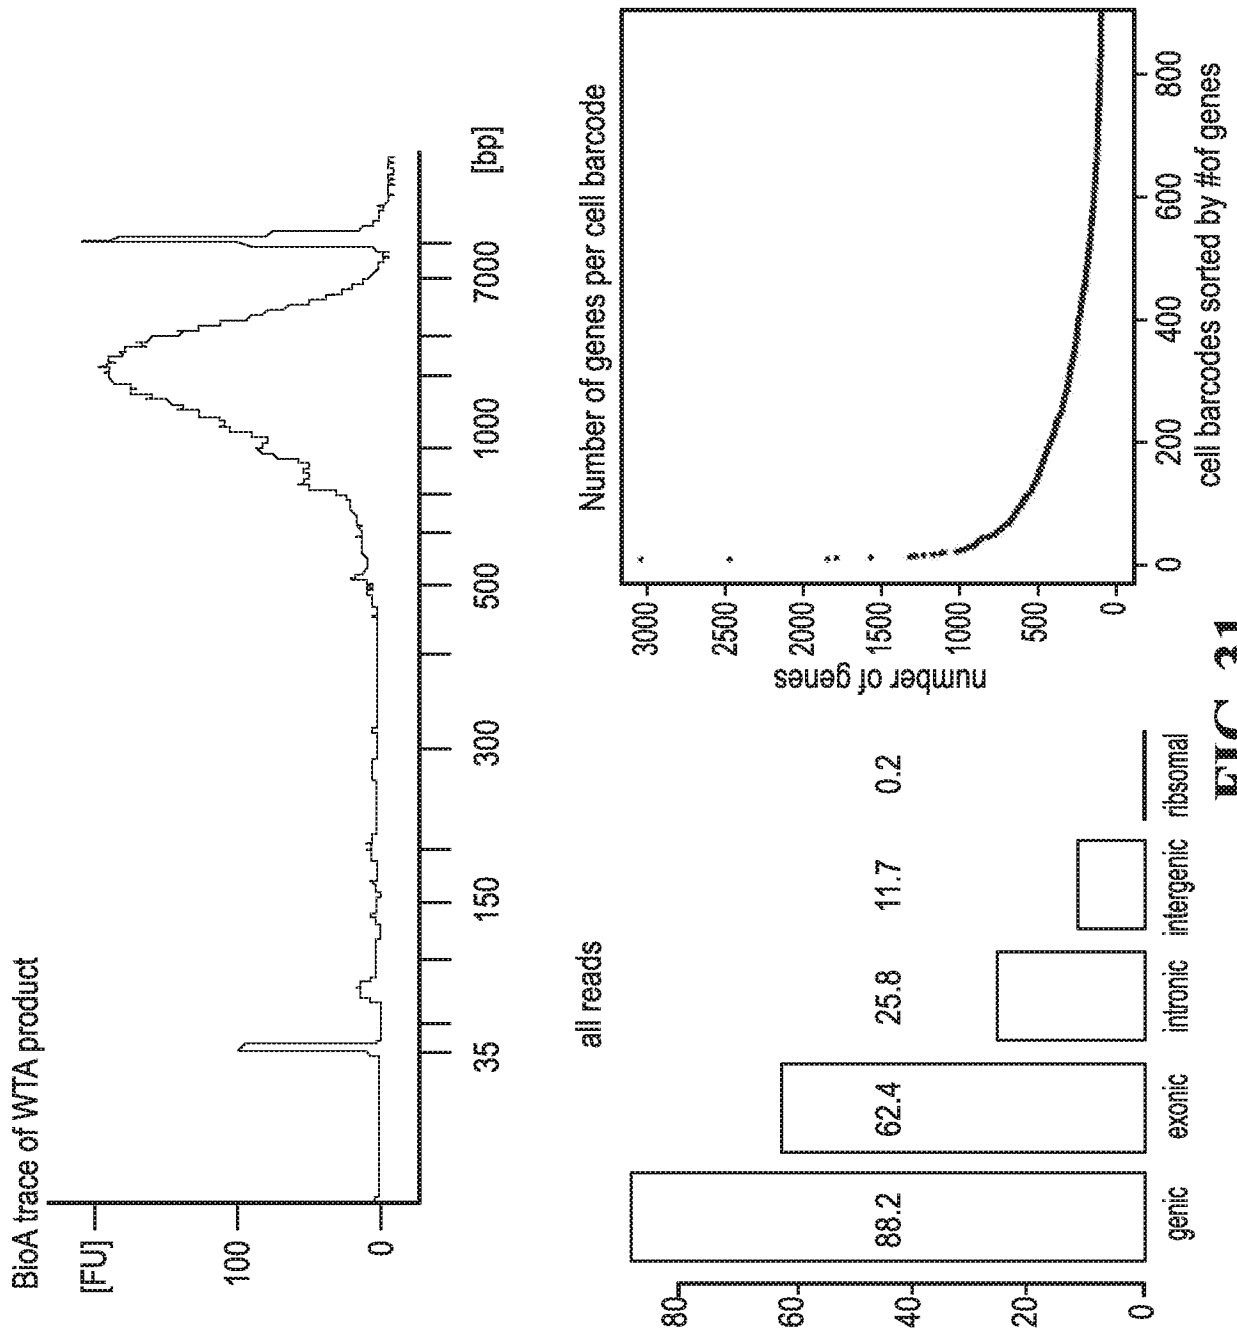 BioA trace of WTA product
[FU]
100
0
35
150
300
500
1000
7000
[bp]
all reads
80
60
40
20
0
88.2
62.4
25.8
11.7
0.2
genic
exonic
intronic
intergenic
ribsomal
Number of genes per cell barcode
number of genes
3000
2500
2000
1500
1000
500
0
0
200
400
600
800
cell barcodes sorted by #of genes